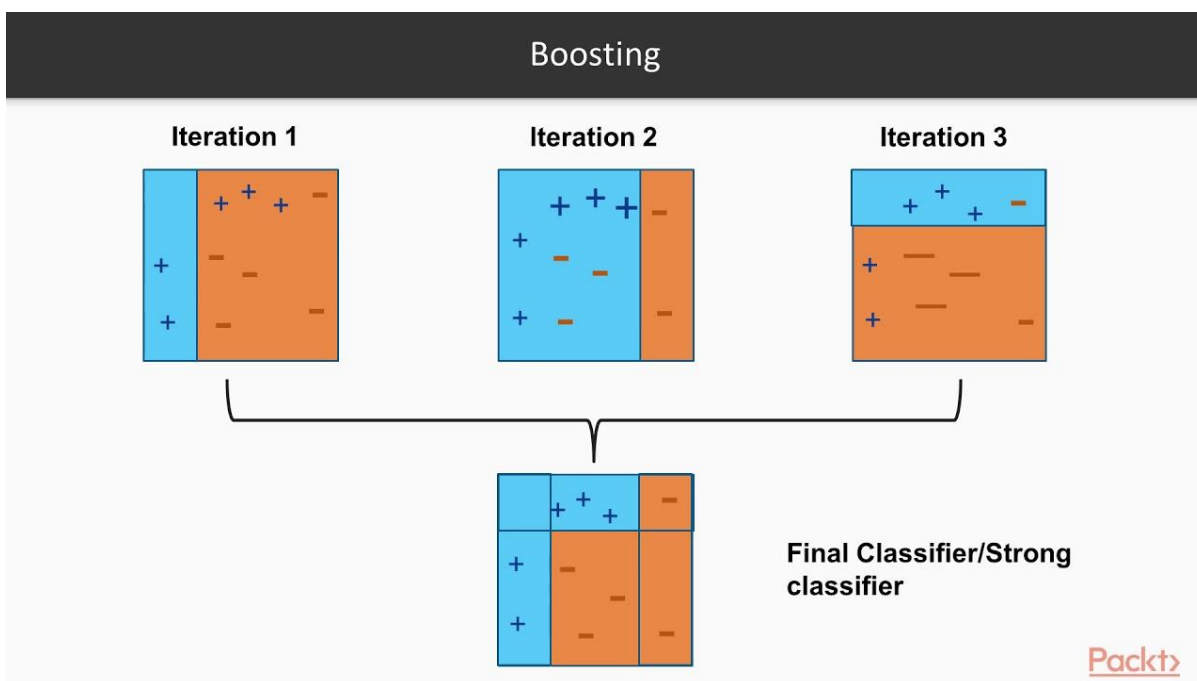 Boosting
Iteration 1
Iteration 2
Iteration 3
Final Classifier/Strong
classifier
Packt>